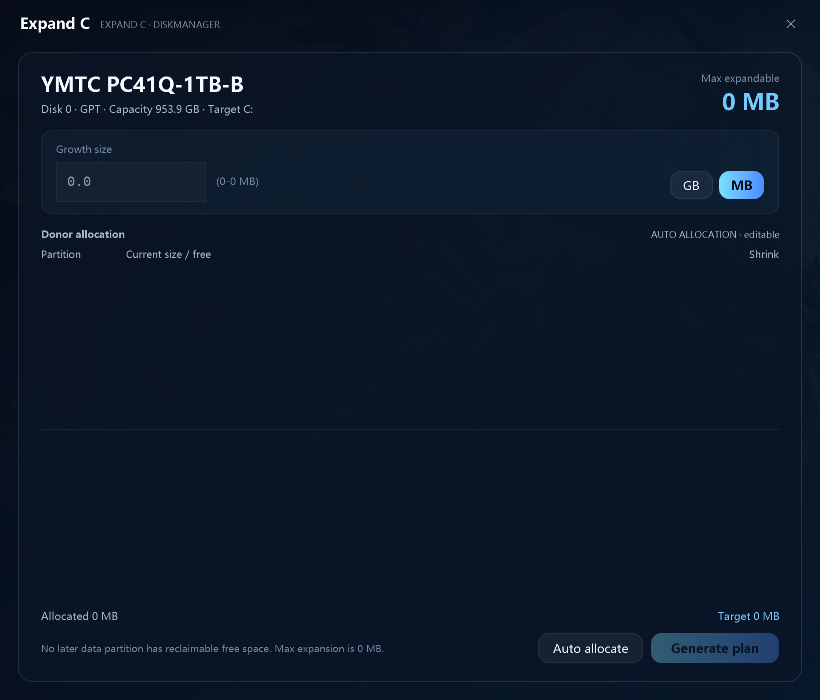 Expand C EXPAND C · DISKMANAGER
YMTC PC41Q-1TB-B
Disk 0 · GPT · Capacity 953.9 GB · Target C:
Max expandable
0 MB
Growth size
0.0 (0-0 MB) GB MB
Donor allocation AUTO ALLOCATION · editable
Partition Current size / free Shrink
Allocated 0 MB Target 0 MB
No later data partition has reclaimable free space. Max expansion is 0 MB. Auto allocate Generate plan